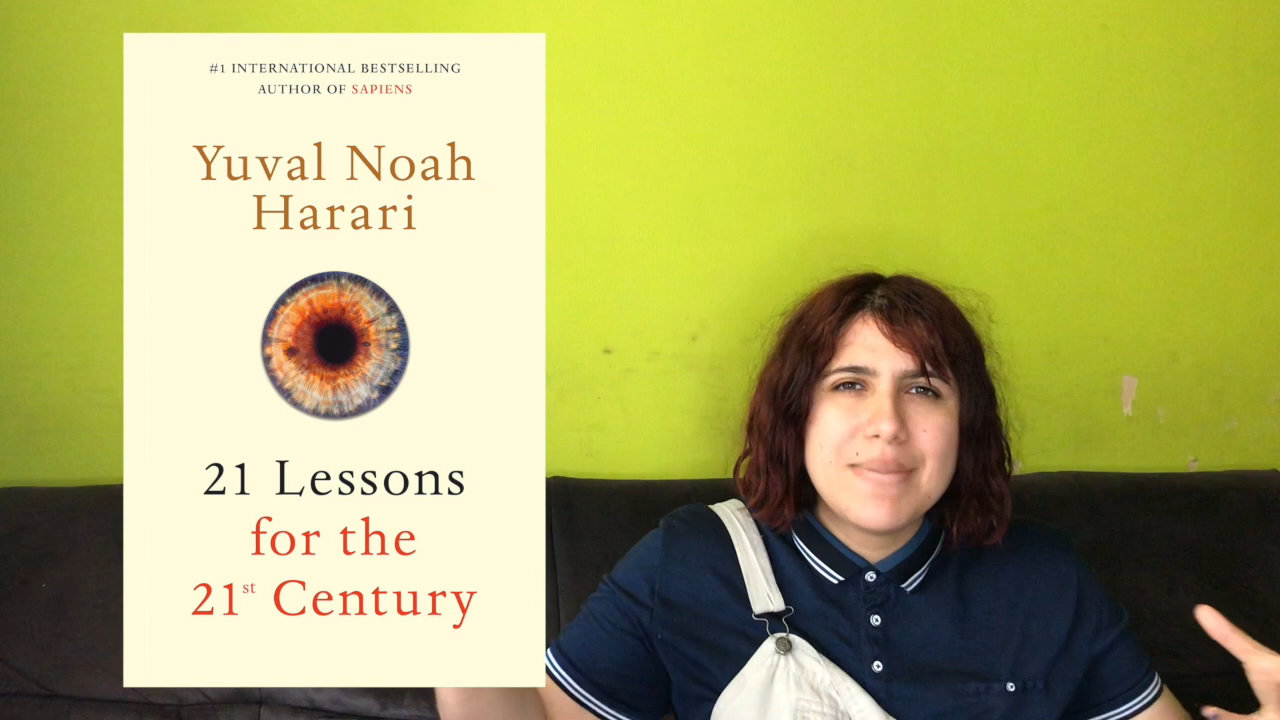 #1 INTERNATIONAL BESTSELLING
AUTHOR OF SAPIENS
Yuval Noah
Harari
21 Lessons
for the
21st Century